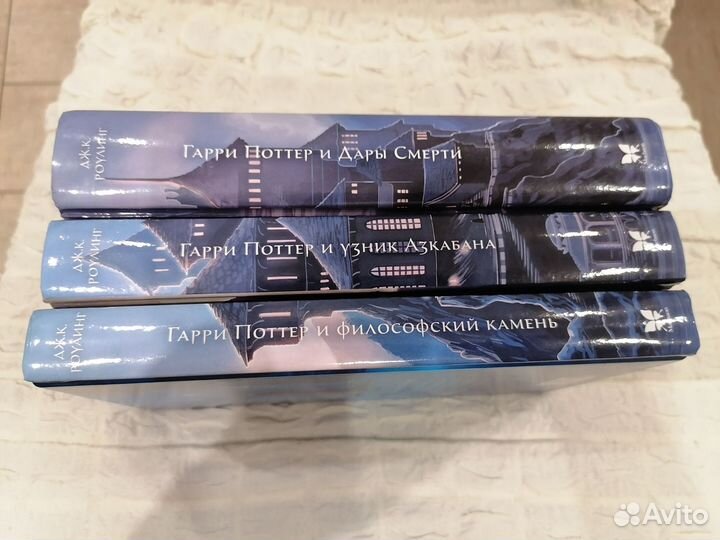 ДЖ.К.
РОУЛИНГ
Гарри Поттер и Дары Смерти
ДЖ.К.
РОУЛИНГ
Гарри Поттер и узник Азкабана
ДЖ.К.
РОУЛИНГ
Гарри Поттер и философский камень
Avito